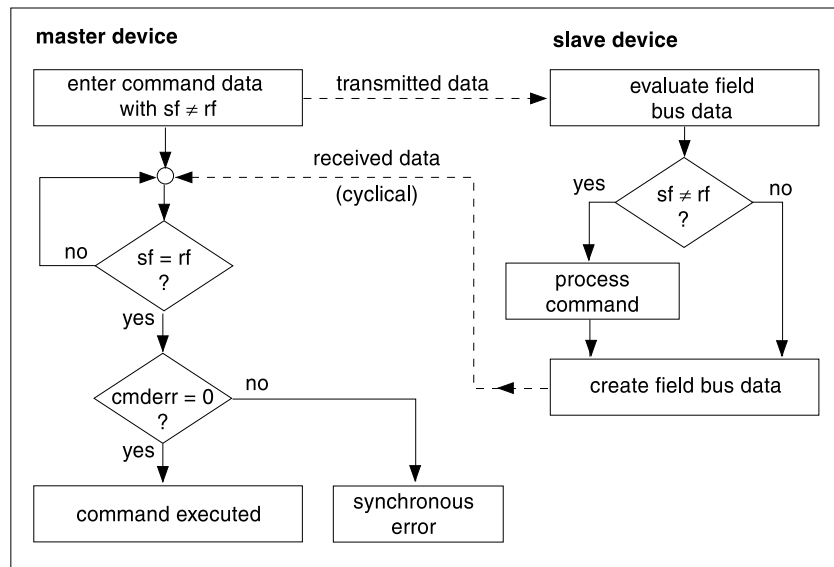 master device
slave device
enter command data
with sf ≠ rf
transmitted data
evaluate field
bus data
received data
(cyclical)
yes
sf ≠ rf
?
no
no
sf = rf
?
process
command
yes
cmderr = 0
?
no
create field bus data
yes
command executed
synchronous
error